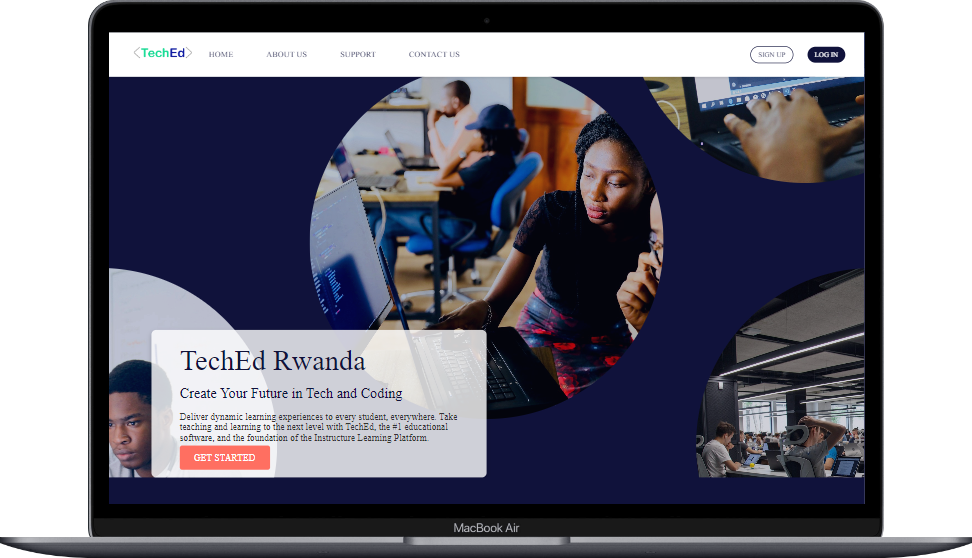 <TechEd>
HOME
ABOUT US
SUPPORT
CONTACT US
SIGN UP
LOG IN
TechEd Rwanda
Create Your Future in Tech and Coding
Deliver dynamic learning experiences to every student, everywhere. Take
teaching and learning to the next level with TechEd, the #1 educational
software, and the foundation of the Instructure Learning Platform.
GET STARTED
MacBook Air